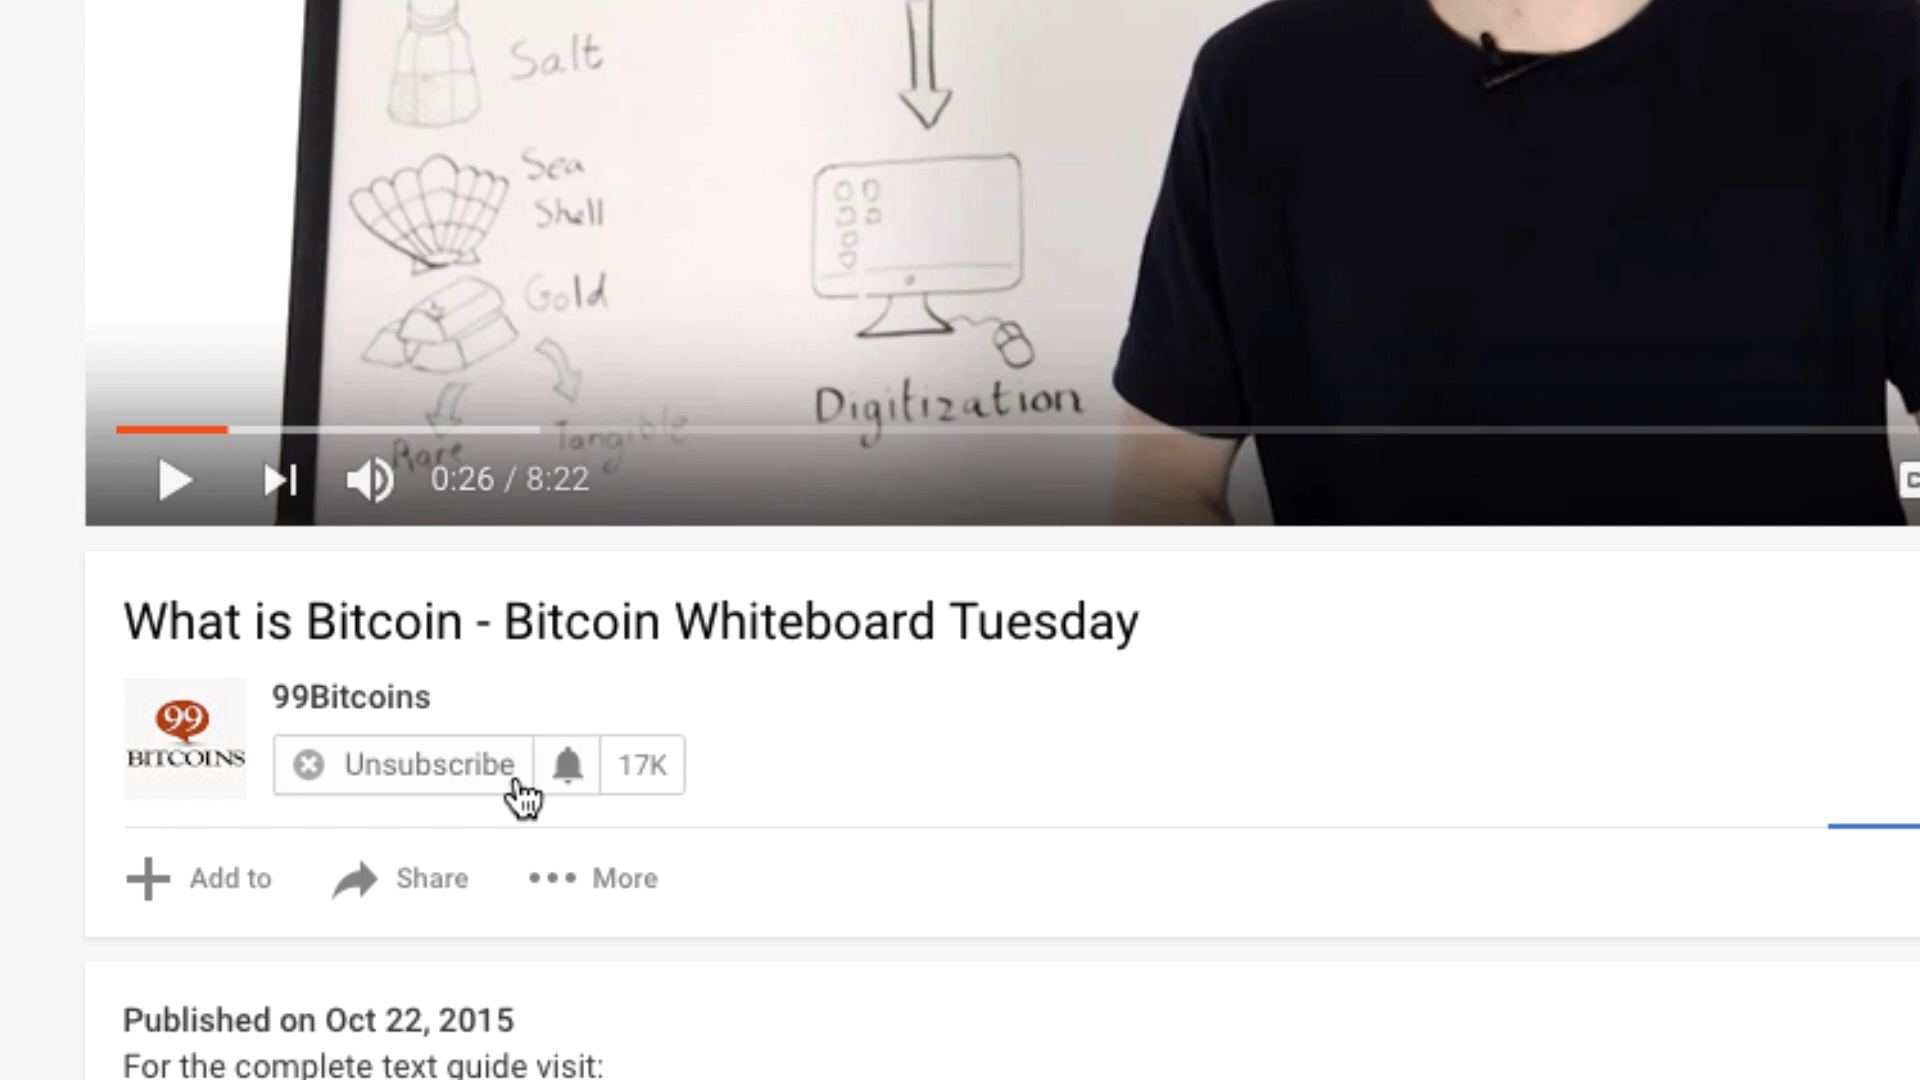 Salt
Sea
Shell
Gold
Digitization
Rare
Tangible
0:26 / 8:22
What is Bitcoin - Bitcoin Whiteboard Tuesday
99
BITCOINS
99Bitcoins
Unsubscribe
17K
Add to
Share
More
Published on Oct 22, 2015
For the complete text guide visit: